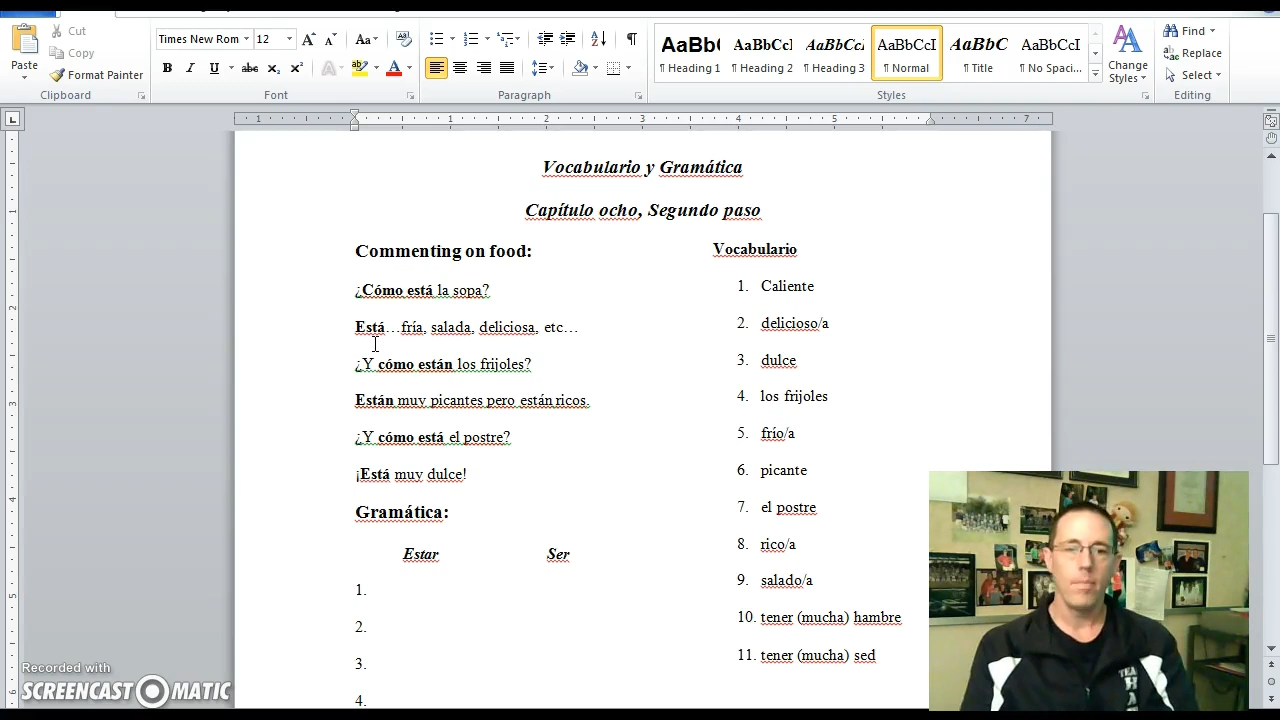 Cut
Copy
Format Painter
Paste
Clipboard
Times New Rom
12
Font
Paragraph
AaBb(
AaBbCcI
AaBbCcI
AaBbCcI
AaBbC
AaBbCcI
¶ Heading 1
¶ Heading 2
¶ Heading 3
¶ Normal
¶ Title
¶ No Spaci...
Styles
Change
Styles
Find
Replace
Select
Editing
Vocabulario y Gramática
Capítulo ocho, Segundo paso
Commenting on food:
¿Cómo está la sopa?
Está…fría, salada, deliciosa, etc…
¿Y cómo están los frijoles?
Están muy picantes pero están ricos.
¿Y cómo está el postre?
¡Está muy dulce!
Gramática:
Estar Ser
1.
2.
3.
4.
Vocabulario
1. Caliente
2. delicioso/a
3. dulce
4. los frijoles
5. frío/a
6. picante
7. el postre
8. rico/a
9. salado/a
10. tener (mucha) hambre
11. tener (mucha) sed
Recorded with
SCREENCAST MATIC